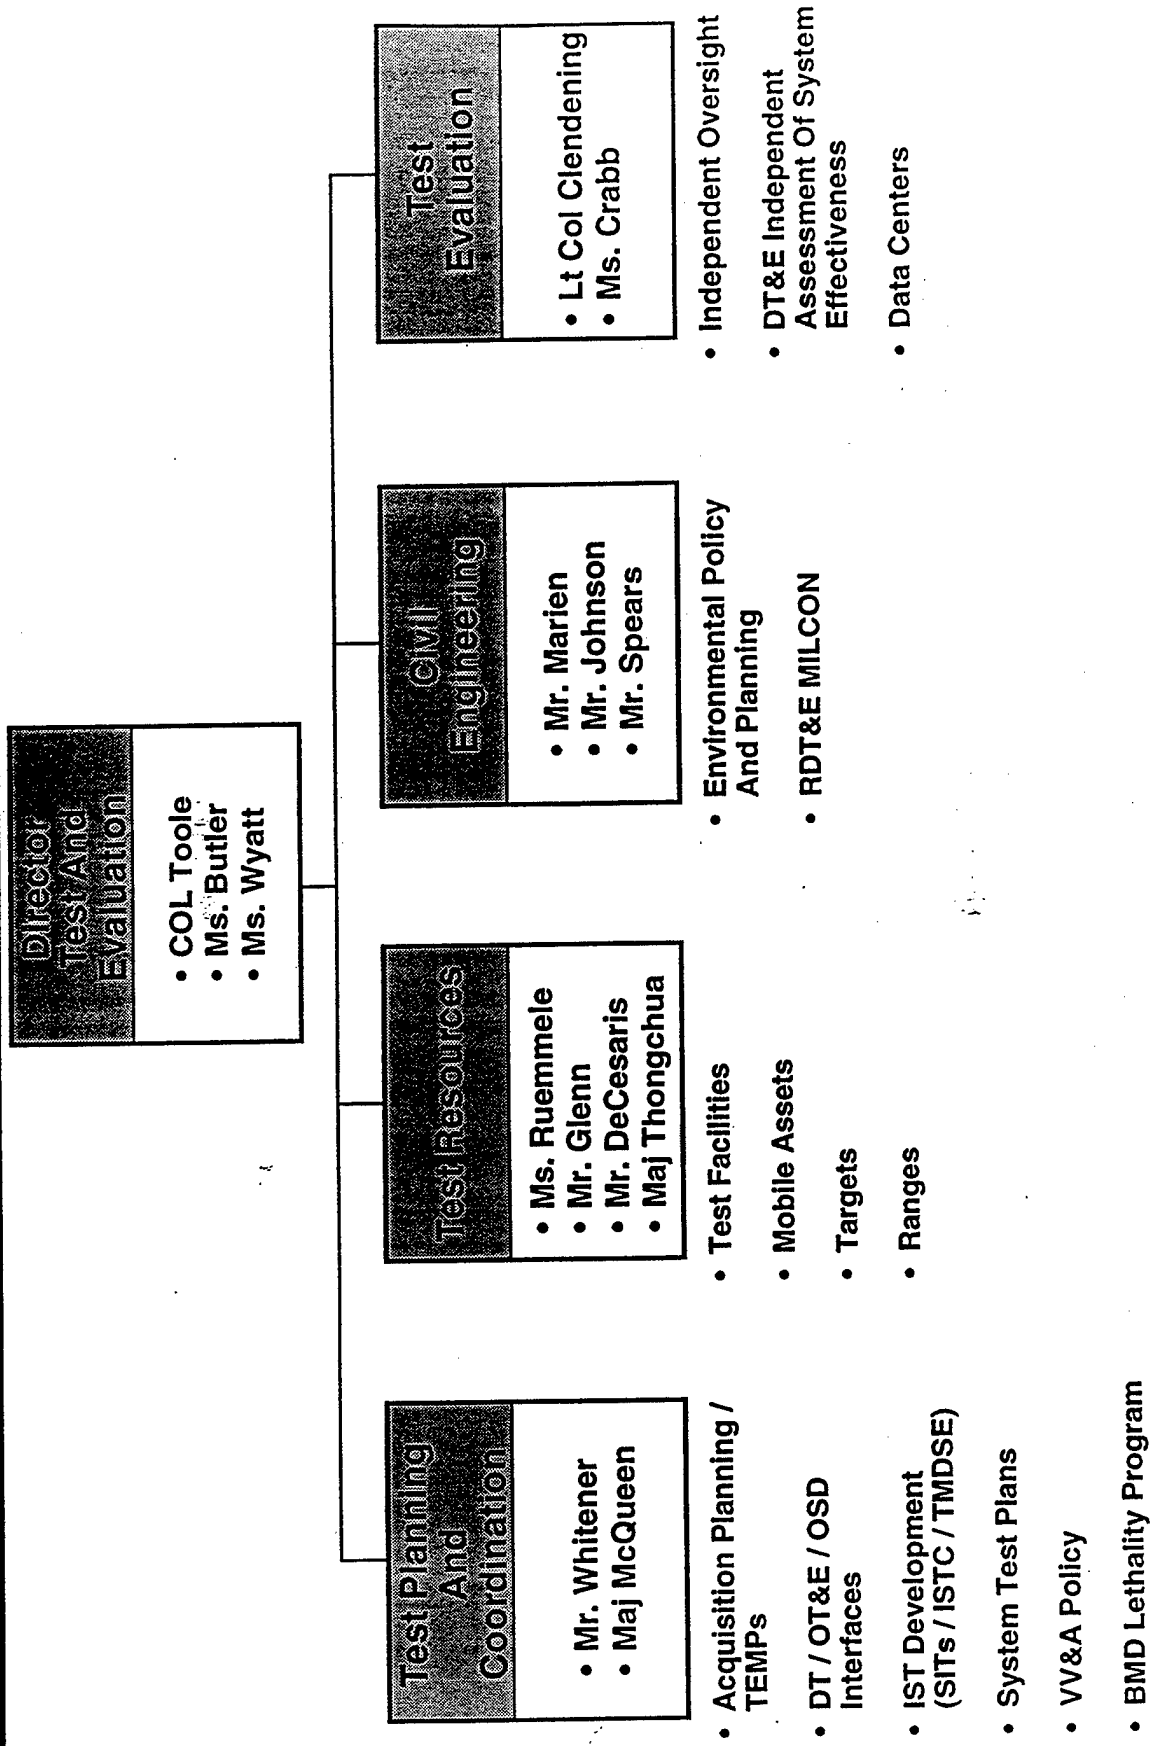 Director
Test And
Evaluation
• COL Toole
• Ms. Butler
• Ms. Wyatt
Test Planning
And
Coordination
• Mr. Whitener
• Maj McQueen
• Acquisition Planning /
TEMPs
• DT / OT&E / OSD
Interfaces
• IST Development
(SITs / ISTC / TMDSE)
• System Test Plans
• VV&A Policy
• BMD Lethality Program
Test Resources
• Ms. Ruemmele
• Mr. Glenn
• Mr. DeCesaris
• Maj Thongchua
• Test Facilities
• Mobile Assets
• Targets
• Ranges
Civil
Engineering
• Mr. Marien
• Mr. Johnson
• Mr. Spears
• Environmental Policy
And Planning
• RDT&E MILCON
Test
Evaluation
• Lt Col Clendening
• Ms. Crabb
• Independent Oversight
• DT&E Independent
Assessment Of System
Effectiveness
• Data Centers